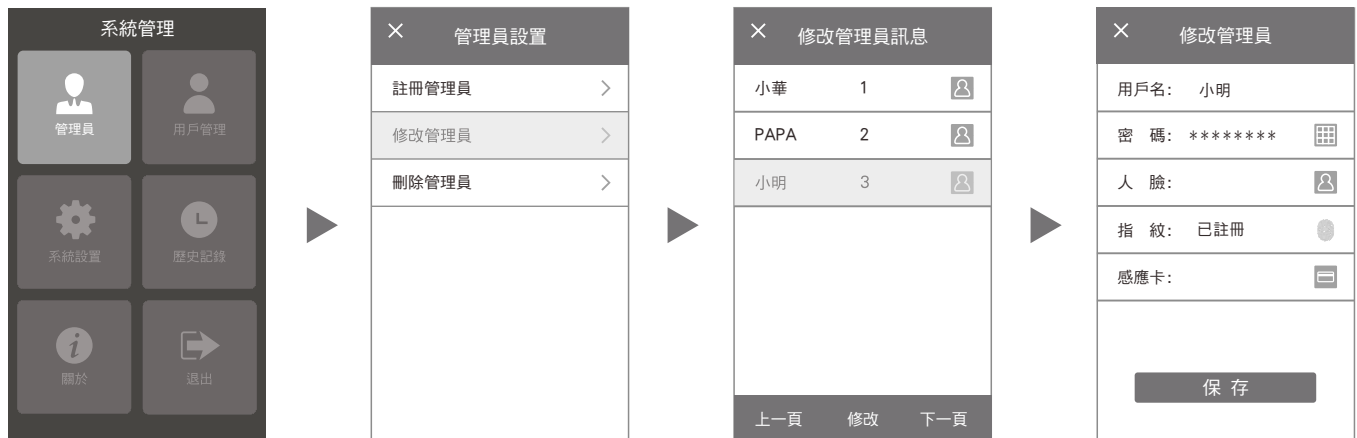 系統管理
管理員
用戶管理
系統設置
歷史記錄
關於
退出
管理員設置
註冊管理員
修改管理員
刪除管理員
修改管理員訊息
小華 1
PAPA 2
小明 3
上一頁 修改 下一頁
修改管理員
用戶名: 小明
密 碼: ********
人 臉:
指 紋: 已註冊
感應卡:
保 存